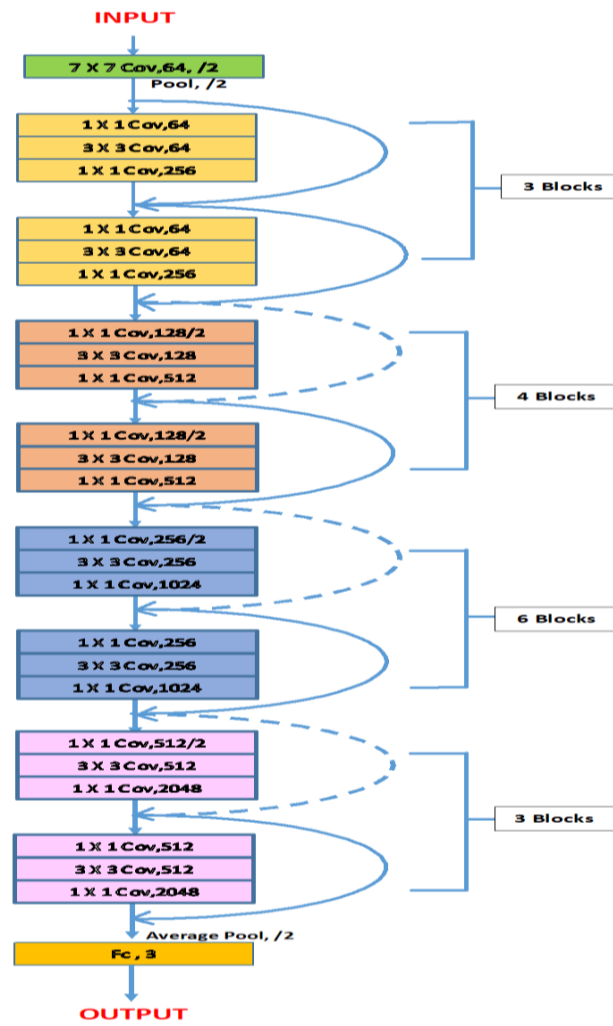 INPUT
7 X 7 Cov,64, /2
Pool, /2
1 X 1 Cov,64
3 X 3 Cov,64
1 X 1 Cov,256
3 Blocks
1 X 1 Cov,64
3 X 3 Cov,64
1 X 1 Cov,256
1 X 1 Cov,128/2
3 X 3 Cov,128
1 X 1 Cov,512
4 Blocks
1 X 1 Cov,128/2
3 X 3 Cov,128
1 X 1 Cov,512
1 X 1 Cov,256/2
3 X 3 Cov,256
1 X 1 Cov,1024
6 Blocks
1 X 1 Cov,256
3 X 3 Cov,256
1 X 1 Cov,1024
1 X 1 Cov,512/2
3 X 3 Cov,512
1 X 1 Cov,2048
3 Blocks
1 X 1 Cov,512
3 X 3 Cov,512
1 X 1 Cov,2048
Average Pool, /2
Fc , 3
OUTPUT